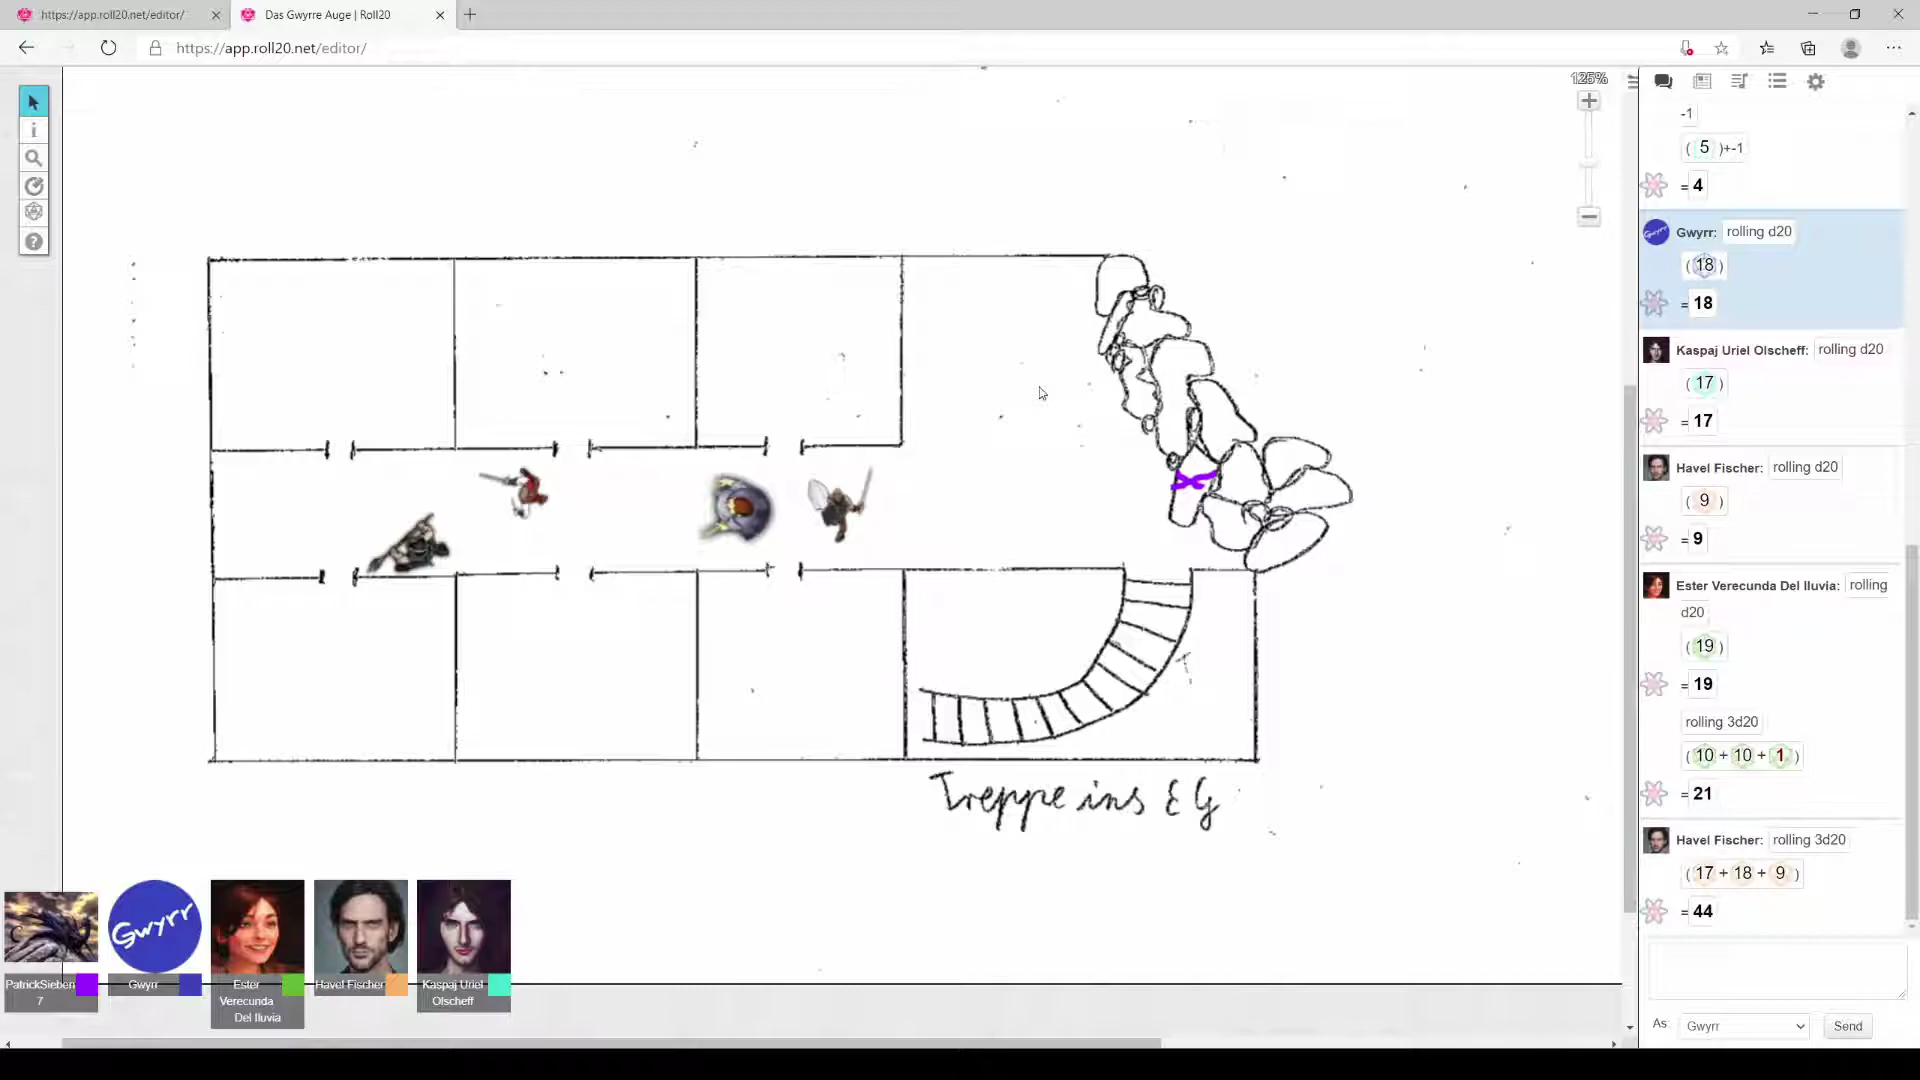 https://app.roll20.net/editor/
Das Gwyrre Auge | Roll20
https://app.roll20.net/editor/
125%
-1
( 5 )+-1
= 4
Gwyrr: rolling d20
( 18 )
= 18
Kaspaj Uriel Olscheff: rolling d20
( 17 )
= 17
Havel Fischer: rolling d20
( 9 )
= 9
Ester Verecunda Del lluvia: rolling
d20
( 19 )
= 19
rolling 3d20
( 10 + 10 + 1 )
= 21
Havel Fischer: rolling 3d20
( 17 + 18 + 9 )
= 44
Treppe ins EG
Gwyrr
PatrickSieben
7
Gwyrr
Ester
Verecunda
Del lluvia
Havel Fischer
Kaspaj Uriel
Olscheff
As:
Gwyrr
Send